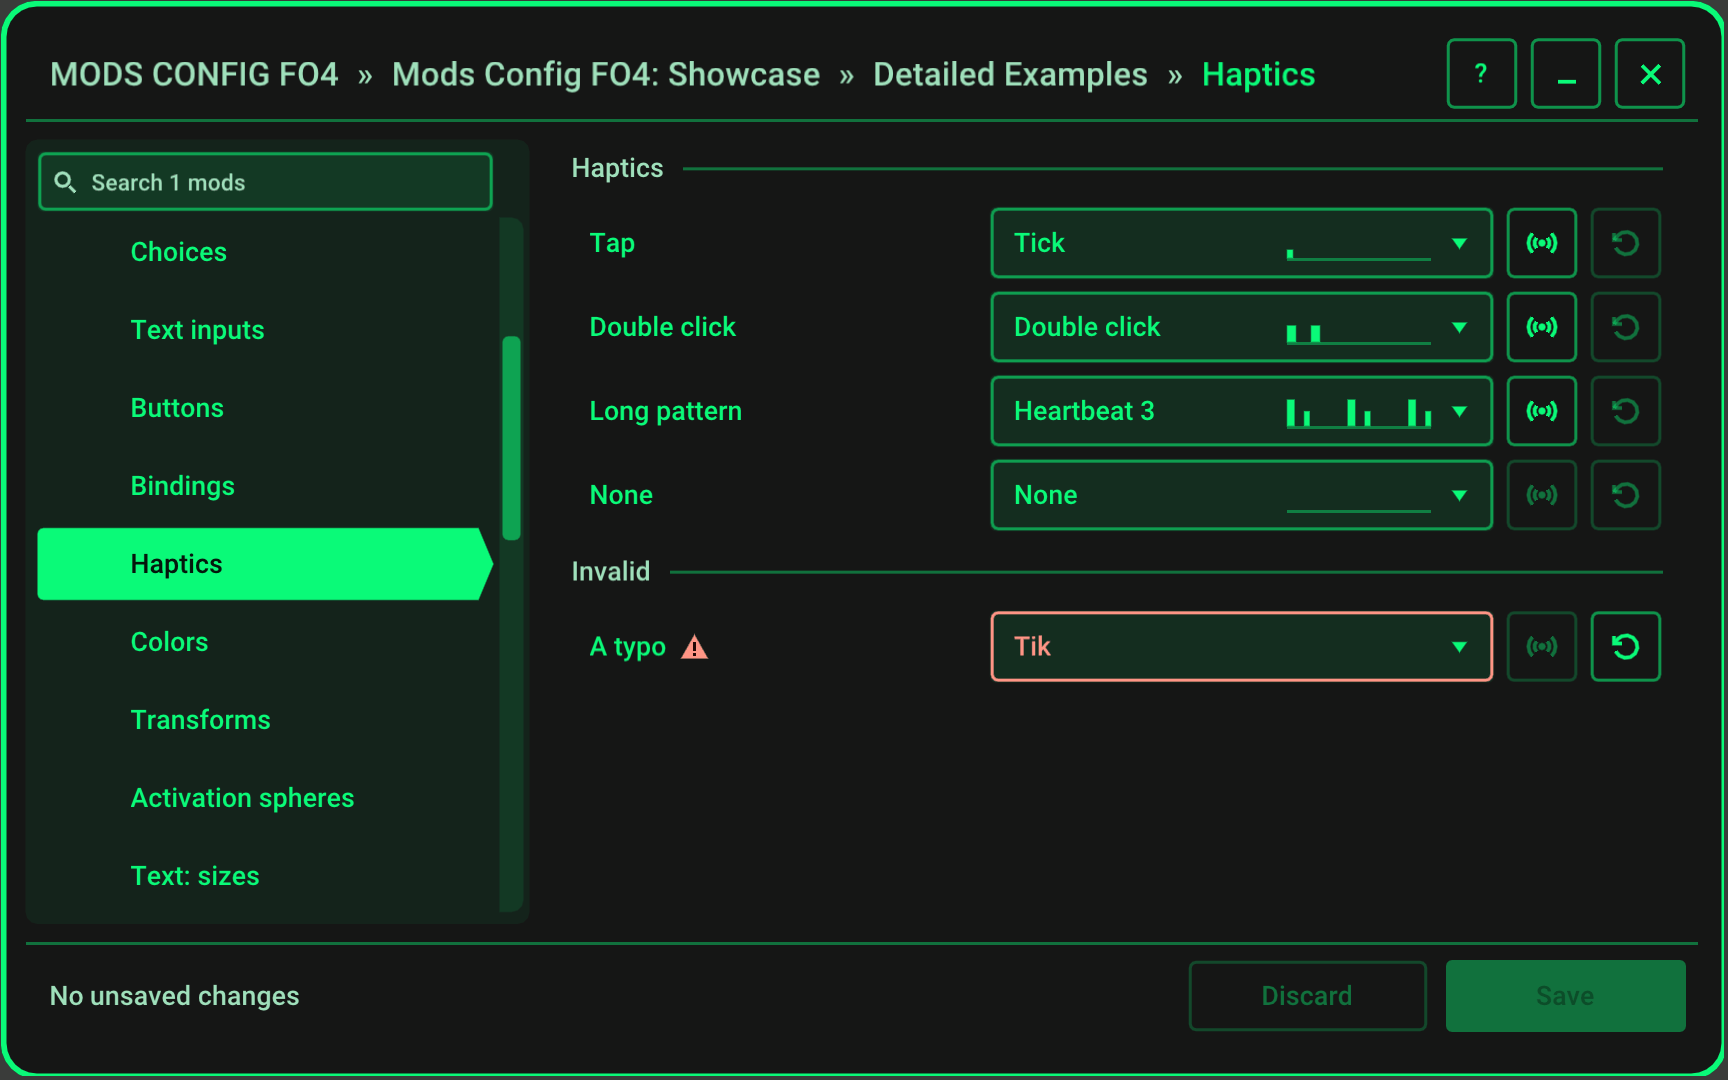 MODS CONFIG FO4 » Mods Config FO4: Showcase » Detailed Examples » Haptics
?
Search 1 mods
Choices
Text inputs
Buttons
Bindings
Haptics
Colors
Transforms
Activation spheres
Text: sizes
Haptics
Tap
Tick
Double click
Double click
Long pattern
Heartbeat 3
None
None
Invalid
A typo
Tik
No unsaved changes
Discard
Save